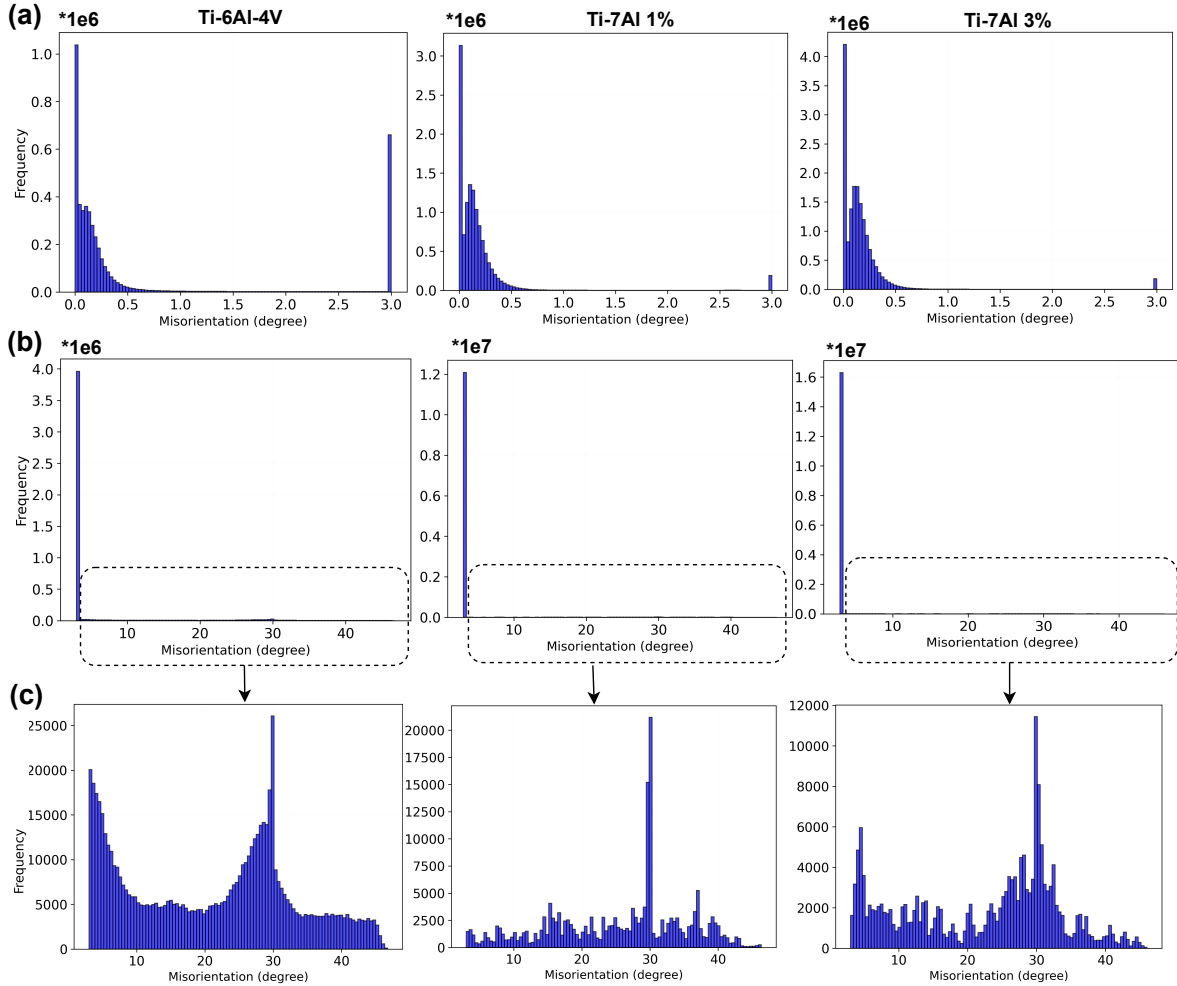 (a)
Ti-6Al-4V
Ti-7Al 1%
Ti-7Al 3%
*1e6
*1e6
*1e6
Frequency
1.0
0.8
0.6
0.4
0.2
0.0
0.0 0.5 1.0 1.5 2.0 2.5 3.0
Misorientation (degree)
3.0
2.5
2.0
1.5
1.0
0.5
0.0
0.0 0.5 1.0 1.5 2.0 2.5 3.0
Misorientation (degree)
4.0
3.5
3.0
2.5
2.0
1.5
1.0
0.5
0.0
0.0 0.5 1.0 1.5 2.0 2.5 3.0
Misorientation (degree)
(b)
*1e6
*1e7
*1e7
Frequency
4.0
3.5
3.0
2.5
2.0
1.5
1.0
0.5
0.0
10 20 30 40
Misorientation (degree)
1.2
1.0
0.8
0.6
0.4
0.2
0.0
10 20 30 40
Misorientation (degree)
1.6
1.4
1.2
1.0
0.8
0.6
0.4
0.2
0.0
10 20 30 40
Misorientation (degree)
(c)
Frequency
25000
20000
15000
10000
5000
0
10 20 30 40
Misorientation (degree)
20000
17500
15000
12500
10000
7500
5000
2500
0
10 20 30 40
Misorientation (degree)
12000
10000
8000
6000
4000
2000
0
10 20 30 40
Misorientation (degree)